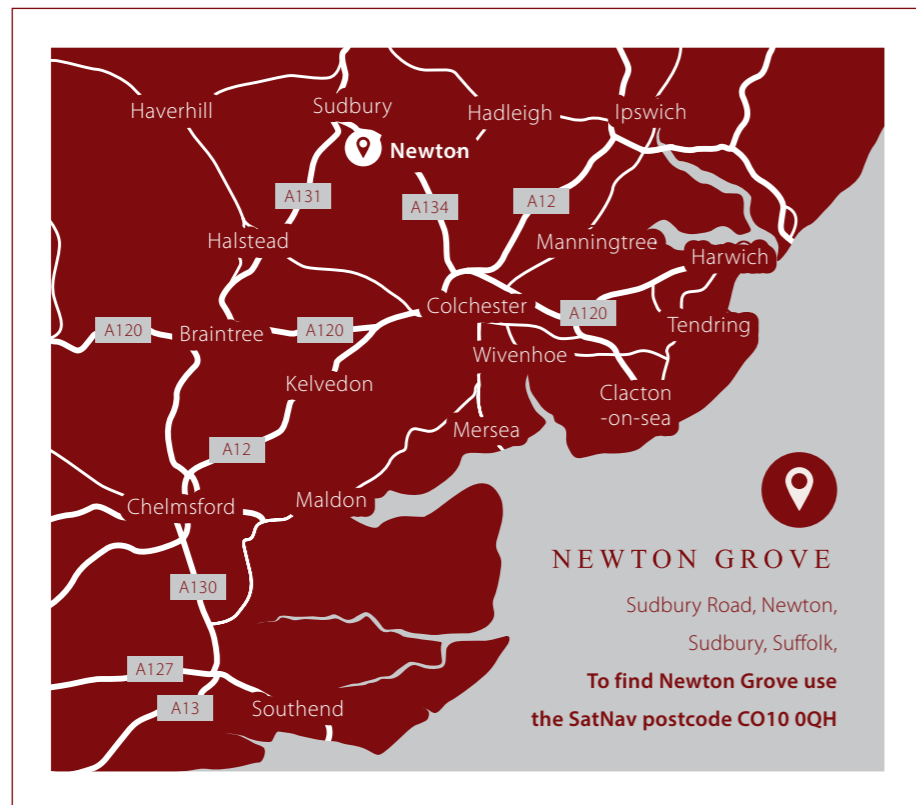 Haverhill
Sudbury
Hadleigh
Ipswich
Newton
A131
A134
A12
Halstead
Manningtree
Harwich
Colchester
A120
Braintree
A120
A120
Tendring
Wivenhoe
Kelvedon
Clacton
-on-sea
Mersea
A12
Chelmsford
Maldon
NEWTON GROVE
A130
Sudbury Road, Newton,
Sudbury, Suffolk,
A127
To find Newton Grove use
A13
Southend
the SatNav postcode CO10 0QH